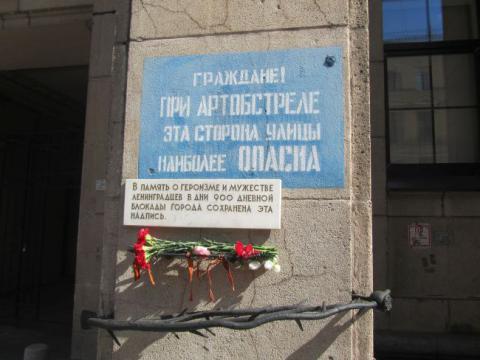 ГРАЖДАНЕ!
ПРИ АРТОБСТРЕЛЕ
ЭТА СТОРОНА УЛИЦЫ
НАИБОЛЕЕ ОПАСНА
В ПАМЯТЬ О ГЕРОИЗМЕ И МУЖЕСТВЕ
ЛЕНИНГРАДЦЕВ В ДНИ 900 ДНЕВНОЙ
БЛОКАДЫ ГОРОДА СОХРАНЕНА ЭТА
НАДПИСЬ.